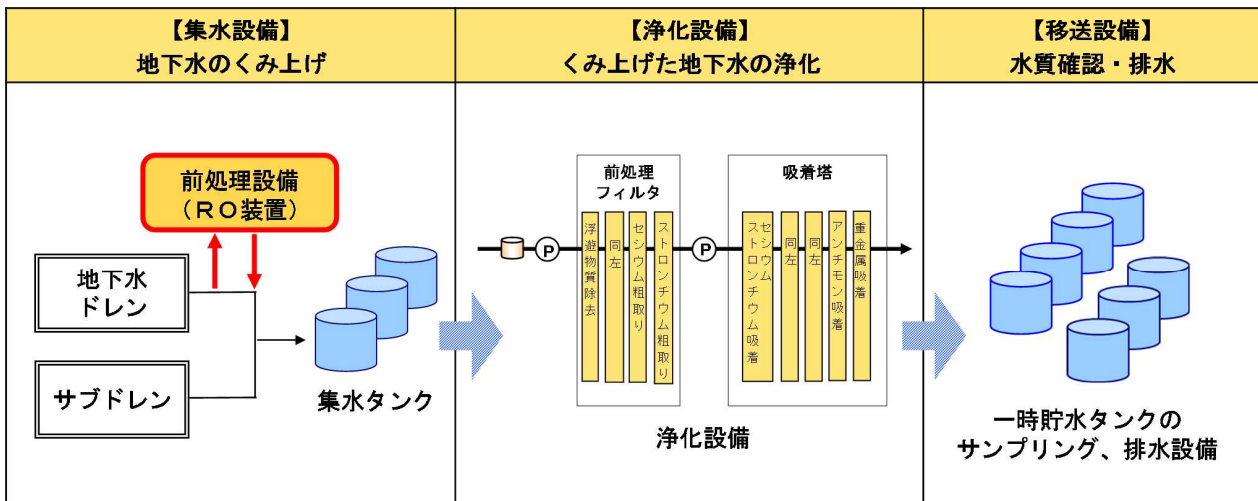 【集水設備】
地下水のくみ上げ
【浄化設備】
くみ上げた地下水の浄化
【移送設備】
水質確認・排水
前処理設備
（ＲＯ装置）
地下水
ドレン
サブドレン
集水タンク
前処理
フィルタ
P
浮遊物質除去
同左
セシウム粗取り
ストロンチウム粗取り
P
吸着塔
セシウム
ストロンチウム吸着
同左
同左
アンチモン吸着
重金属吸着
浄化設備
一時貯水タンクの
サンプリング、排水設備